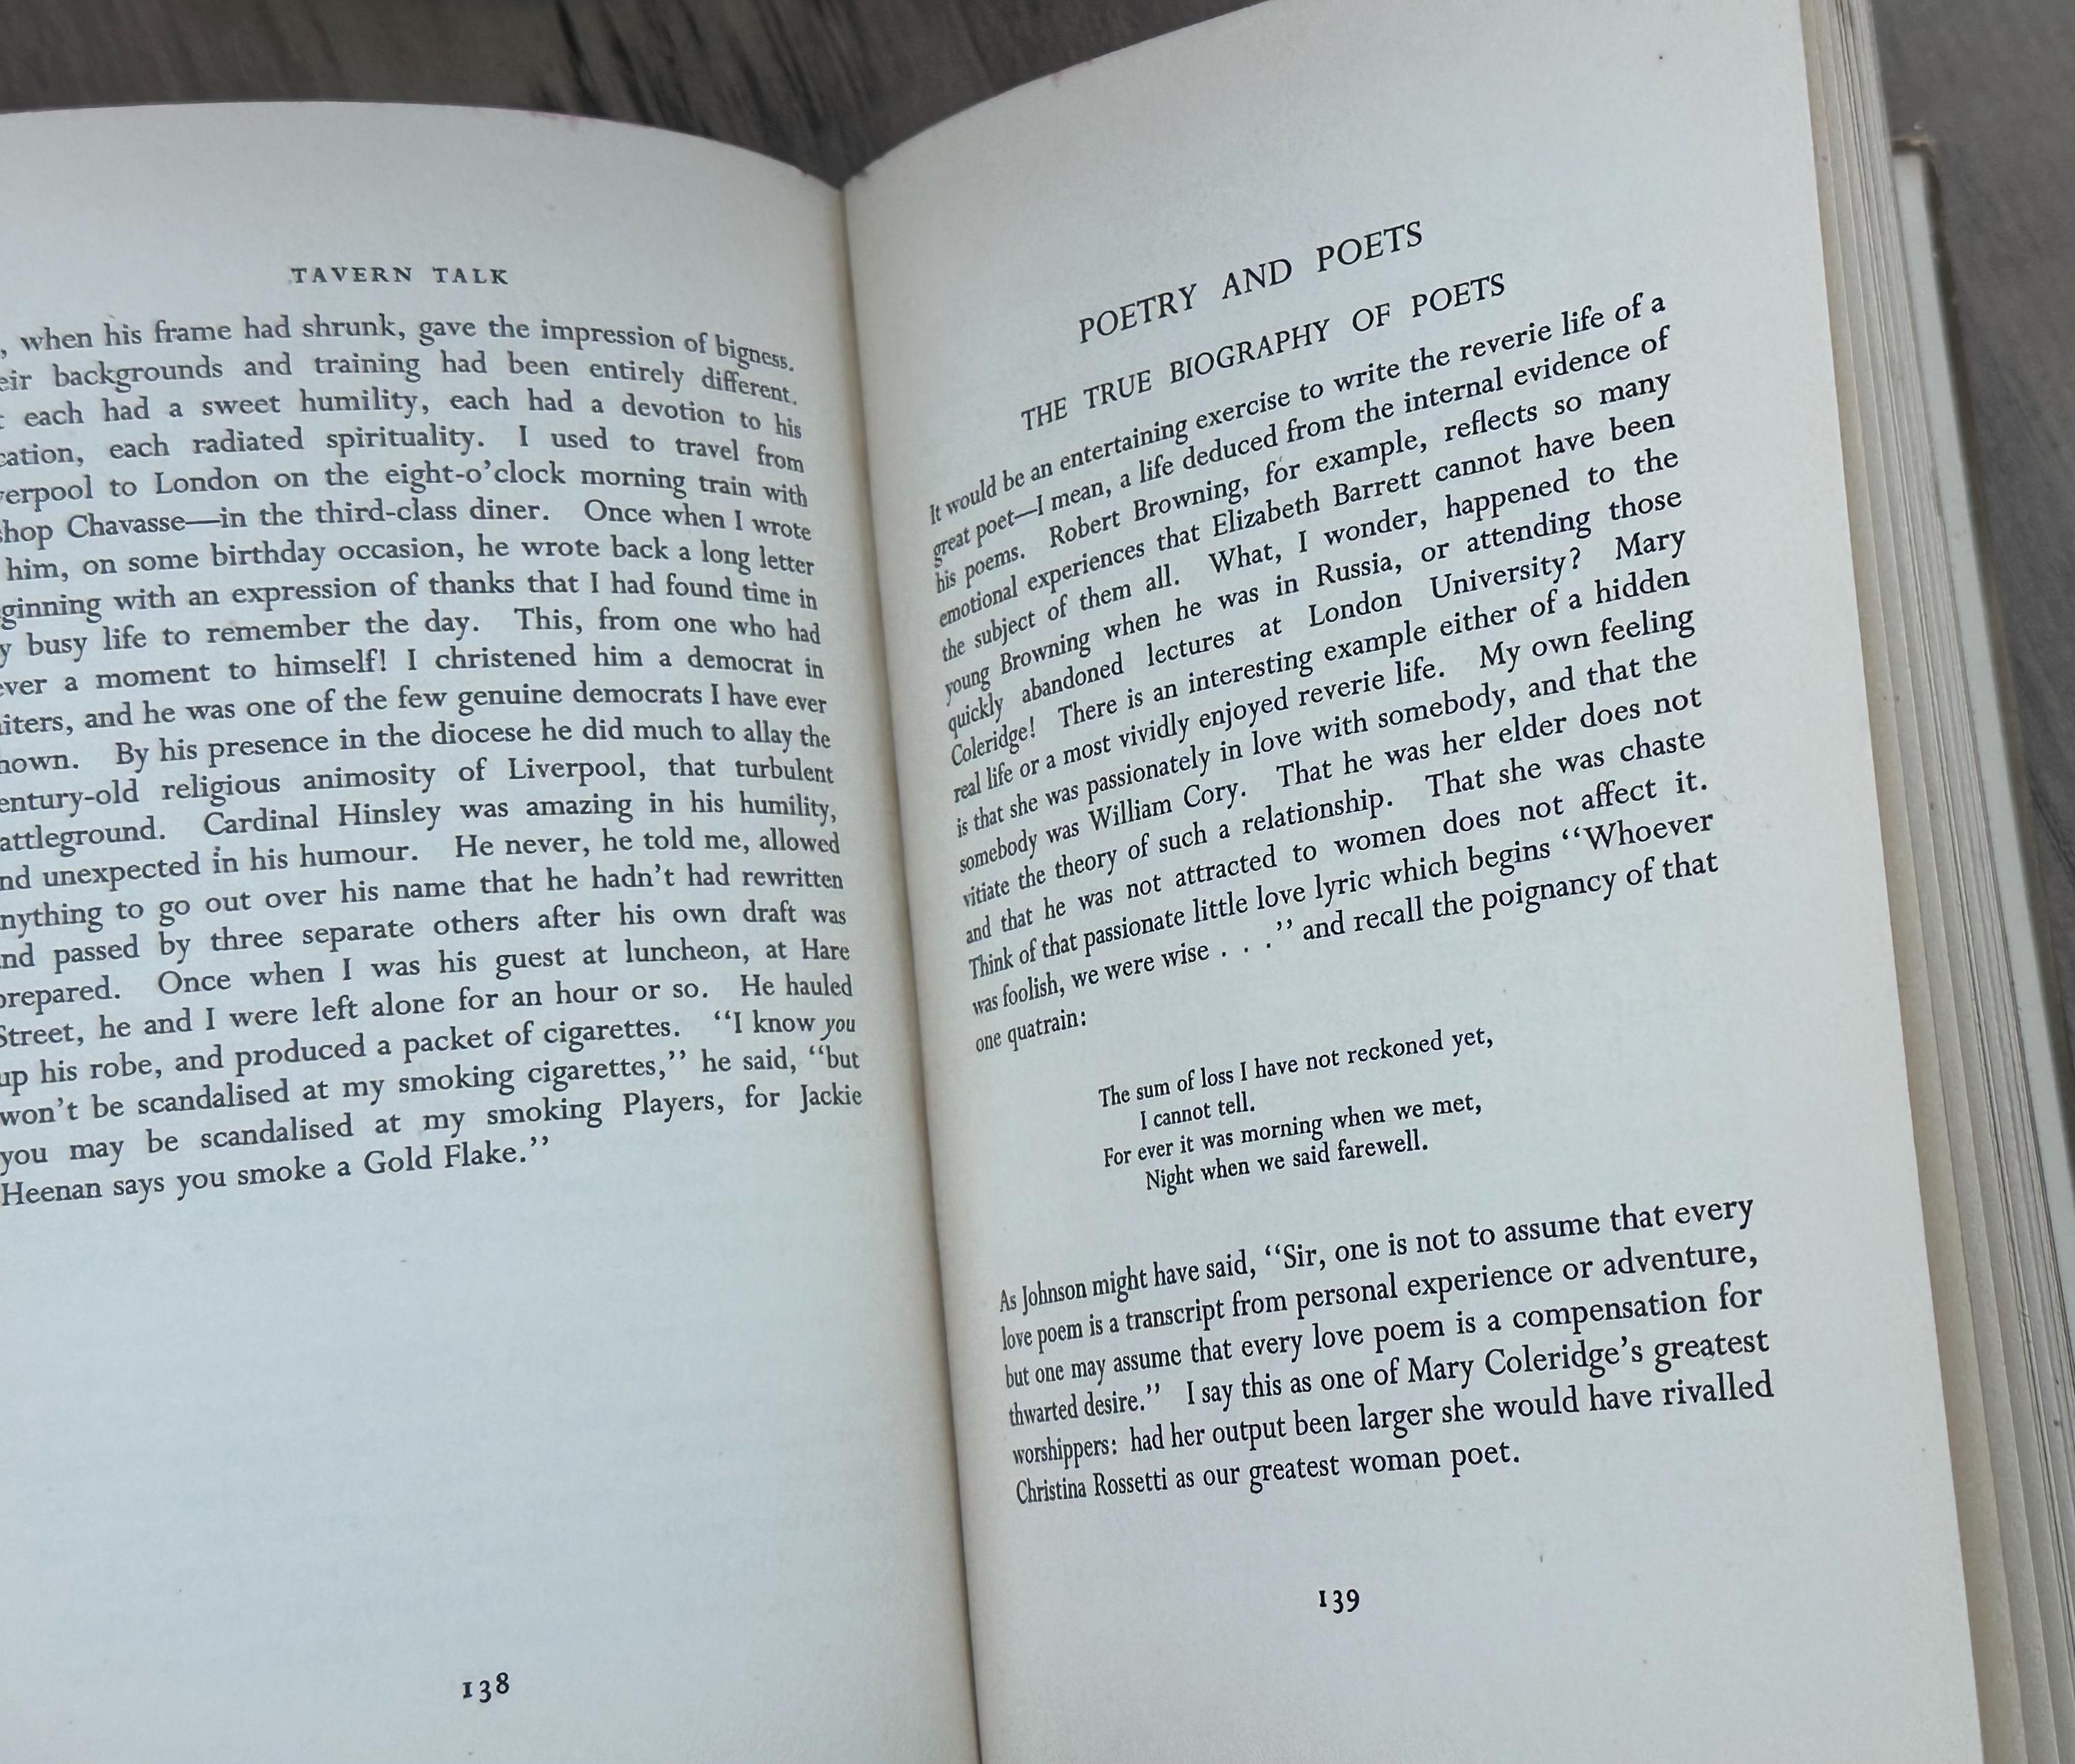 TAVERN TALK
, when his frame had shrunk, gave the impression of bigness.
eir backgrounds and training had been entirely different.
each had a sweet humility, each had a devotion to his
cation, each radiated spirituality. I used to travel from
verpool to London on the eight-o’clock morning train with
hop Chavasse—in the third-class diner. Once when I wrote
him, on some birthday occasion, he wrote back a long letter
ginning with an expression of thanks that I had found time in
y busy life to remember the day. This, from one who had
ever a moment to himself! I christened him a democrat in
iters, and he was one of the few genuine democrats I have ever
nown. By his presence in the diocese he did much to allay the
entury-old religious animosity of Liverpool, that turbulent
attleground. Cardinal Hinsley was amazing in his humility,
nd unexpected in his humour. He never, he told me, allowed
nything to go out over his name that he hadn’t had rewritten
nd passed by three separate others after his own draft was
prepared. Once when I was his guest at luncheon, at Hare
Street, he and I were left alone for an hour or so. He hauled
up his robe, and produced a packet of cigarettes. “I know you
won’t be scandalised at my smoking cigarettes,” he said, “but
you may be scandalised at my smoking Players, for Jackie
Heenan says you smoke a Gold Flake.”
138
POETRY AND POETS
THE TRUE BIOGRAPHY OF POETS
It would be an entertaining exercise to write the reverie life of a
great poet—I mean, a life deduced from the internal evidence of
his poems. Robert Browning, for example, reflects so many
emotional experiences that Elizabeth Barrett cannot have been
the subject of them all. What, I wonder, happened to the
young Browning when he was in Russia, or attending those
quickly abandoned lectures at London University? Mary
Coleridge! There is an interesting example either of a hidden
real life or a most vividly enjoyed reverie life. My own feeling
is that she was passionately in love with somebody, and that the
somebody was William Cory. That he was her elder does not
vitiate the theory of such a relationship. That she was chaste
and that he was not attracted to women does not affect it.
Think of that passionate little love lyric which begins “Whoever
was foolish, we were wise . . .” and recall the poignancy of that
one quatrain:
The sum of loss I have not reckoned yet,
I cannot tell.
For ever it was morning when we met,
Night when we said farewell.
As Johnson might have said, “Sir, one is not to assume that every
love poem is a transcript from personal experience or adventure,
but one may assume that every love poem is a compensation for
thwarted desire.” I say this as one of Mary Coleridge’s greatest
worshippers: had her output been larger she would have rivalled
Christina Rossetti as our greatest woman poet.
139